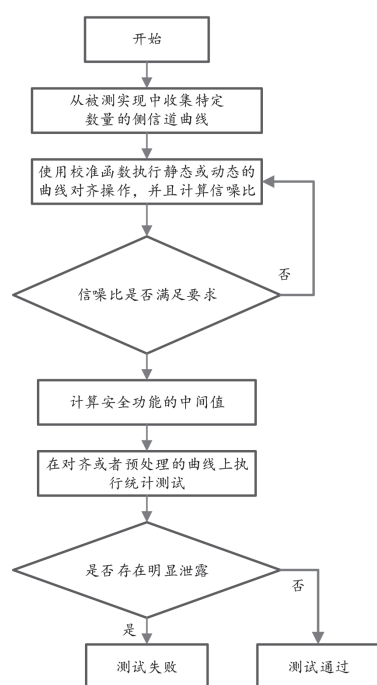 开始
从被测实现中收集特定
数量的侧信道曲线
使用校准函数执行静态或动态的
曲线对齐操作，并且计算信噪比
否
信噪比是否满足要求
计算安全功能的中间值
在对齐或者预处理的曲线上执
行统计测试
是否存在明显泄露
否
是
测试失败
测试通过